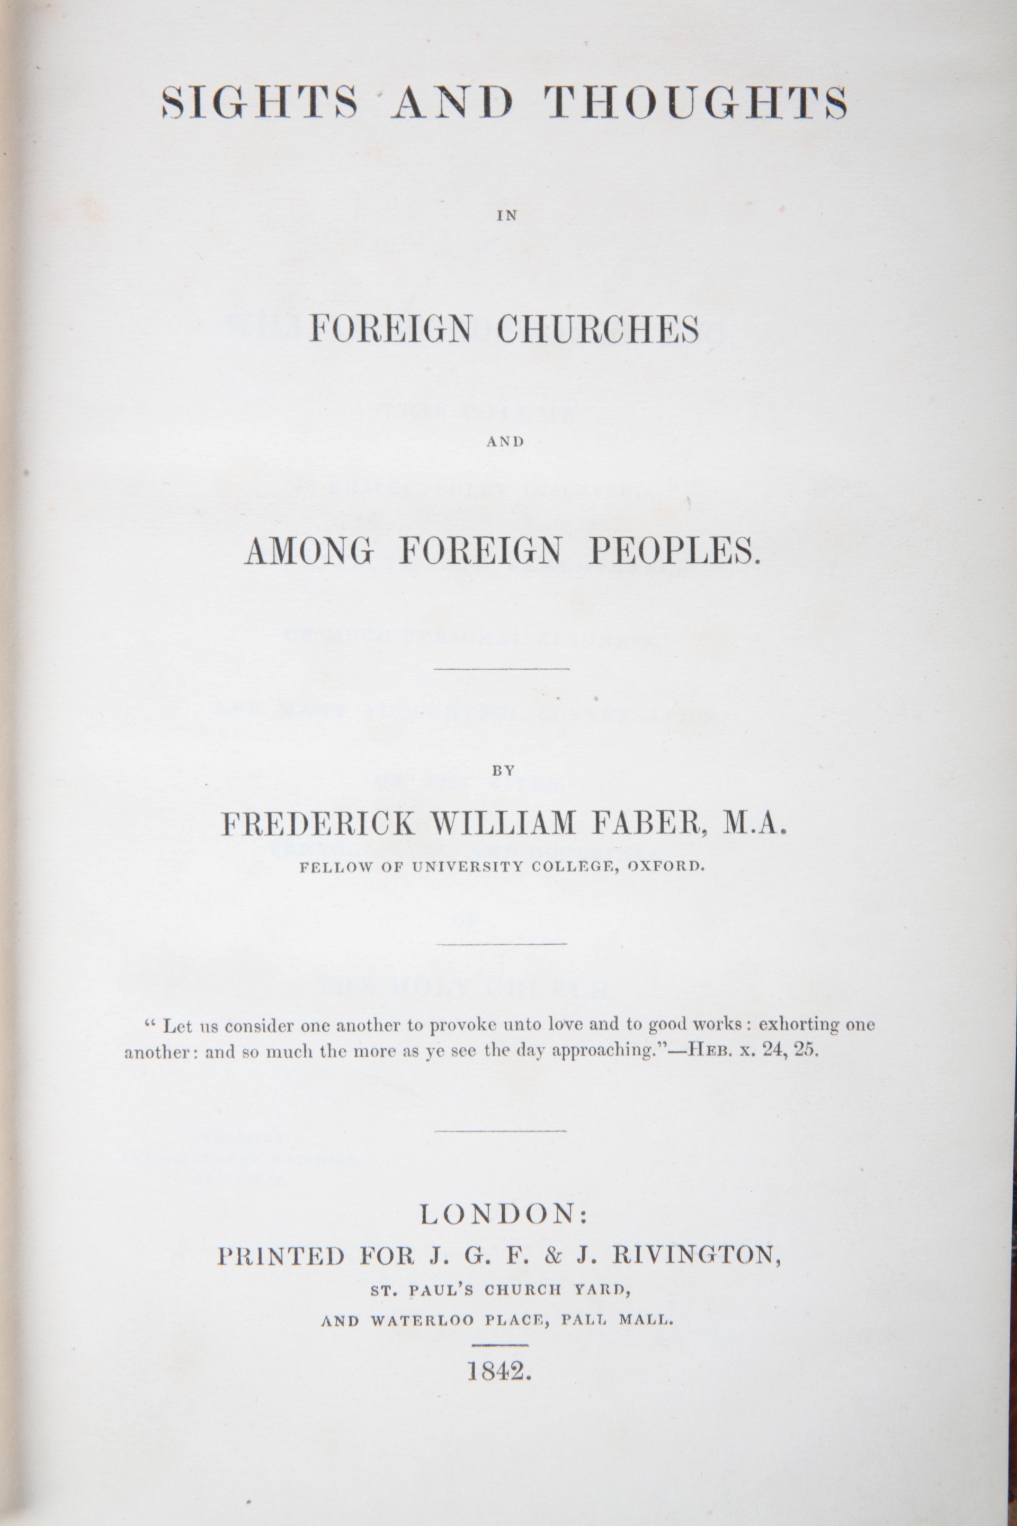 SIGHTS AND THOUGHTS
IN
FOREIGN CHURCHES
AND
AMONG FOREIGN PEOPLES.
BY
FREDERICK WILLIAM FABER, M.A.
FELLOW OF UNIVERSITY COLLEGE, OXFORD.
“ Let us consider one another to provoke unto love and to good works : exhorting one
another : and so much the more as ye see the day approaching.”—HEB. x. 24, 25.
LONDON:
PRINTED FOR J. G. F. & J. RIVINGTON,
ST. PAUL'S CHURCH YARD,
AND WATERLOO PLACE, PALL MALL.
1842.